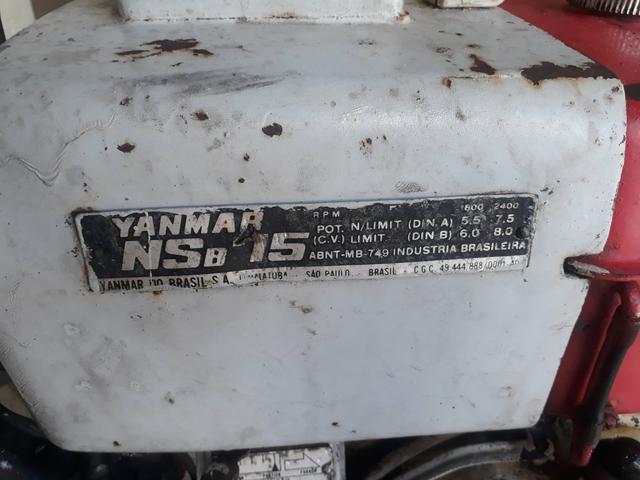 YANMAR
NSB 15
RPM 1600 2400
POT. N/LIMIT (DIN.A) 5.5 7.5
(C.V.) LIMIT (DIN B) 6.0 8.0
ABNT-MB-749 INDUSTRIA BRASILEIRA
YANMAR DO BRASIL S.A. SÃO PAULO BRASIL C G C 49 444 888